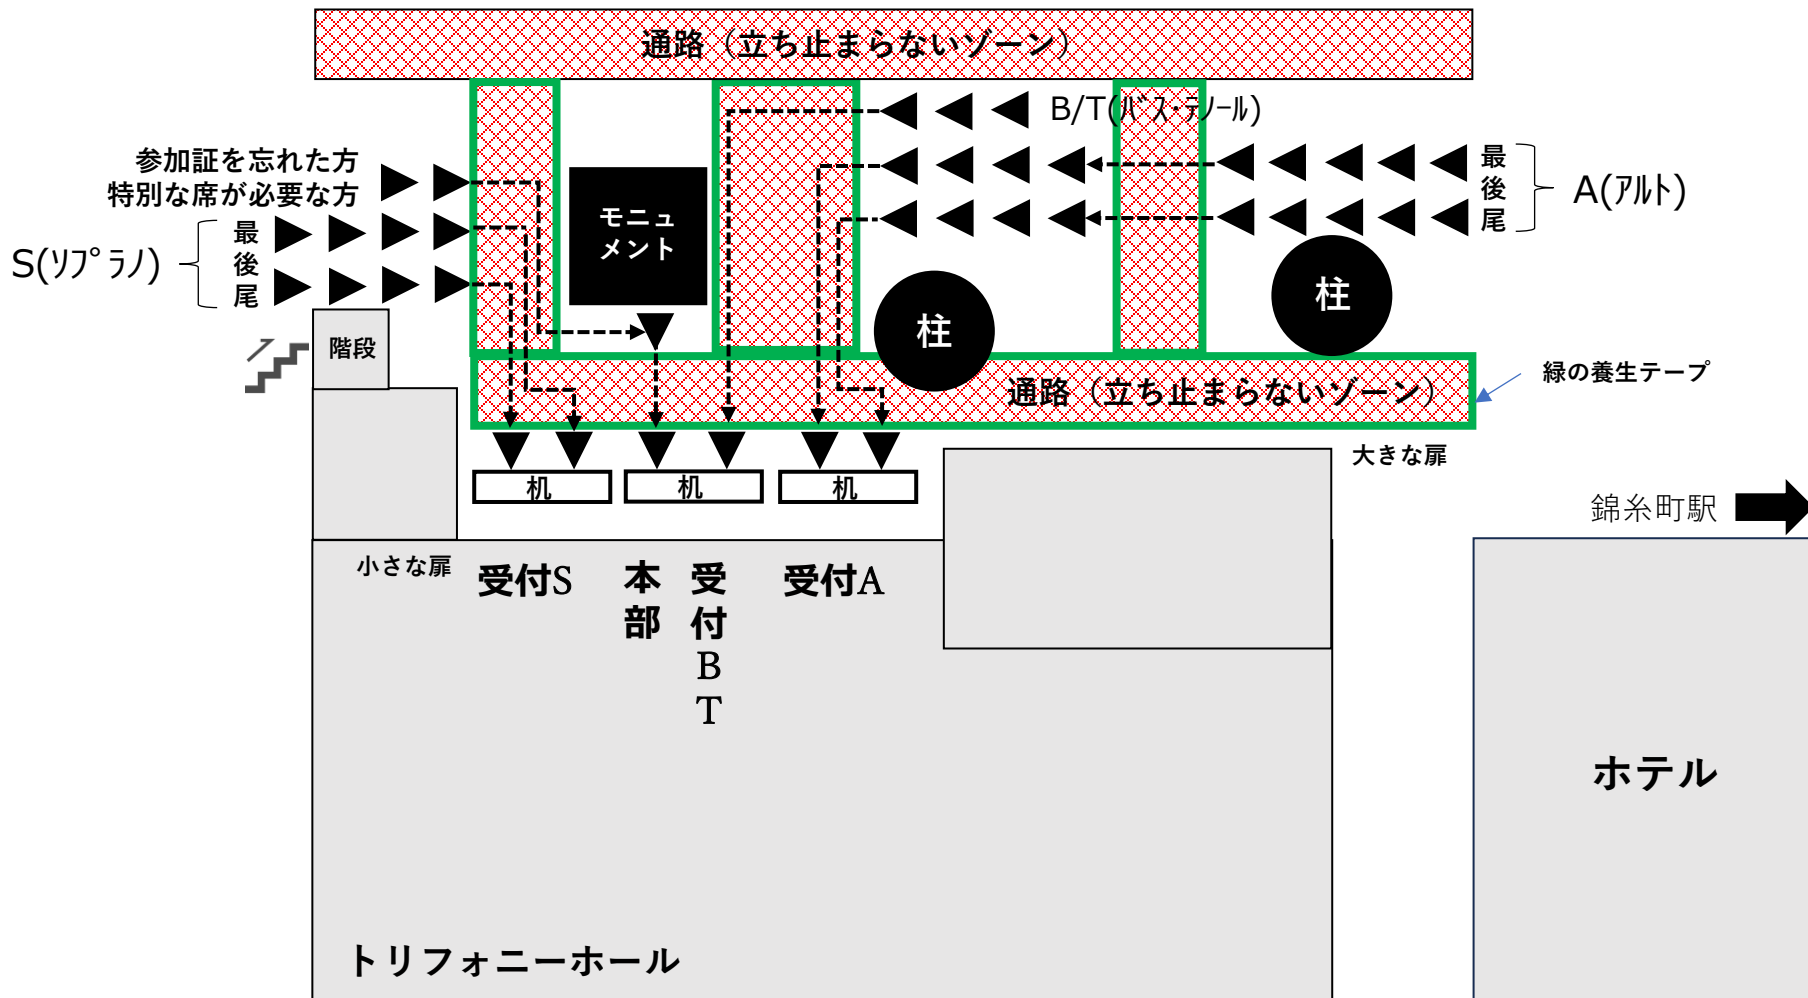 通路（立ち止まらないゾーン）
B/T(ﾊﾞｽ･ﾃﾉｰﾙ)
参加証を忘れた方
特別な席が必要な方
最後尾
A(ｱﾙﾄ)
モニュ
メント
S(ｿﾌﾟﾗﾉ)
最後尾
柱
柱
階段
通路（立ち止まらないゾーン）
緑の養生テープ
大きな扉
机
机
机
錦糸町駅
小さな扉
受付S
本部
受付BT
受付A
ホテル
トリフォニーホール